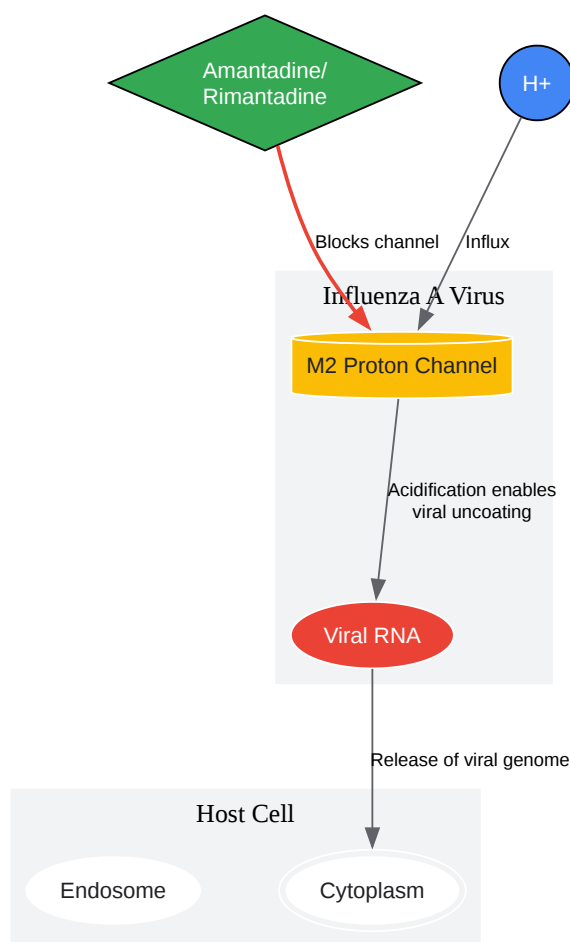 Amantadine/
Rimantadine
H+
Blocks channel
Influx
Influenza A Virus
M2 Proton Channel
Acidification enables
viral uncoating
Viral RNA
Release of viral genome
Host Cell
Endosome
Cytoplasm